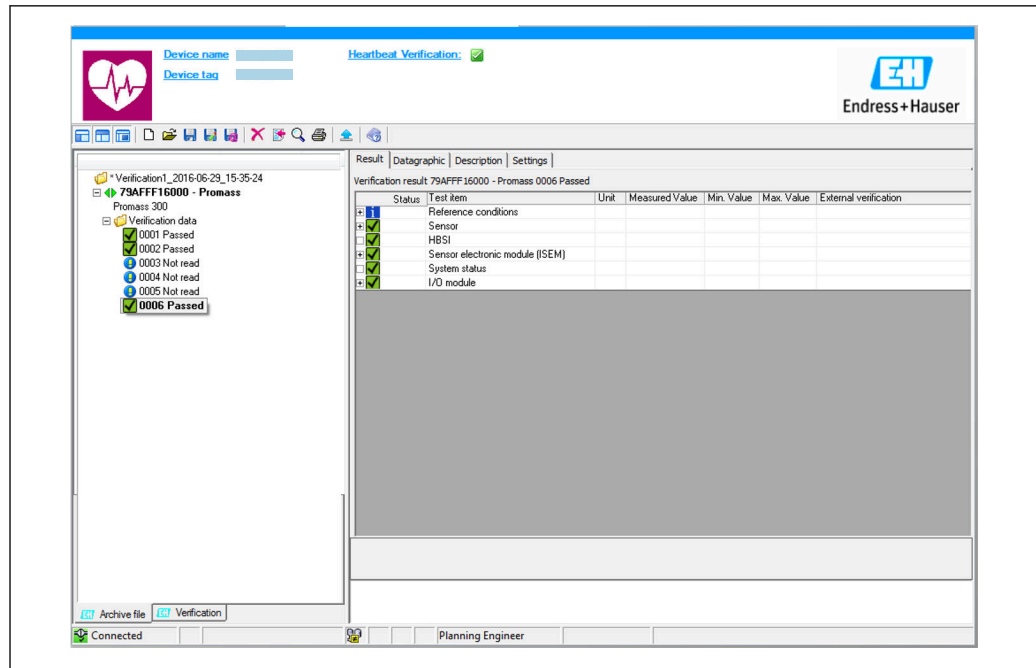 Device name
Heartbeat Verification:
Device tag
EH
Endress+Hauser
Result Datagraphic Description Settings
* Verification1_2016-06-29_15-35-24
79AFFF16000 - Promass
Promass 300
Verification data
0001 Passed
0002 Passed
0003 Not read
0004 Not read
0005 Not read
0006 Passed
Verification result 79AFFF16000 - Promass 0006 Passed
Status Test item Unit Measured Value Min. Value Max. Value External verification
Reference conditions
Sensor
HBSI
Sensor electronic module (ISEM)
System status
I/O module
EH Archive file EH Verification
Connected Planning Engineer